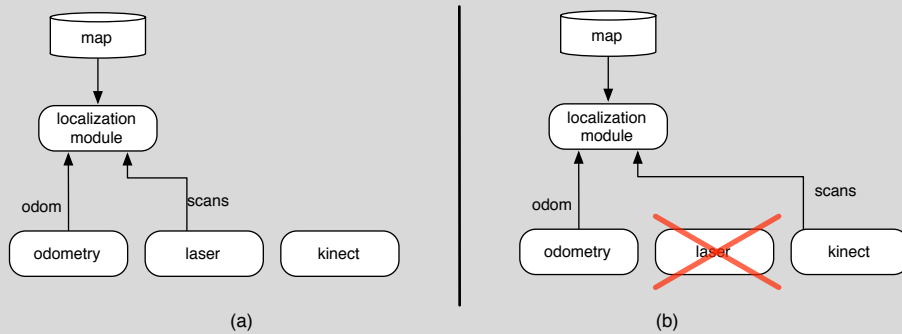 map
localization
module
odom
scans
odometry
laser
kinect
(a)
map
localization
module
odom
scans
odometry
laser
kinect
(b)